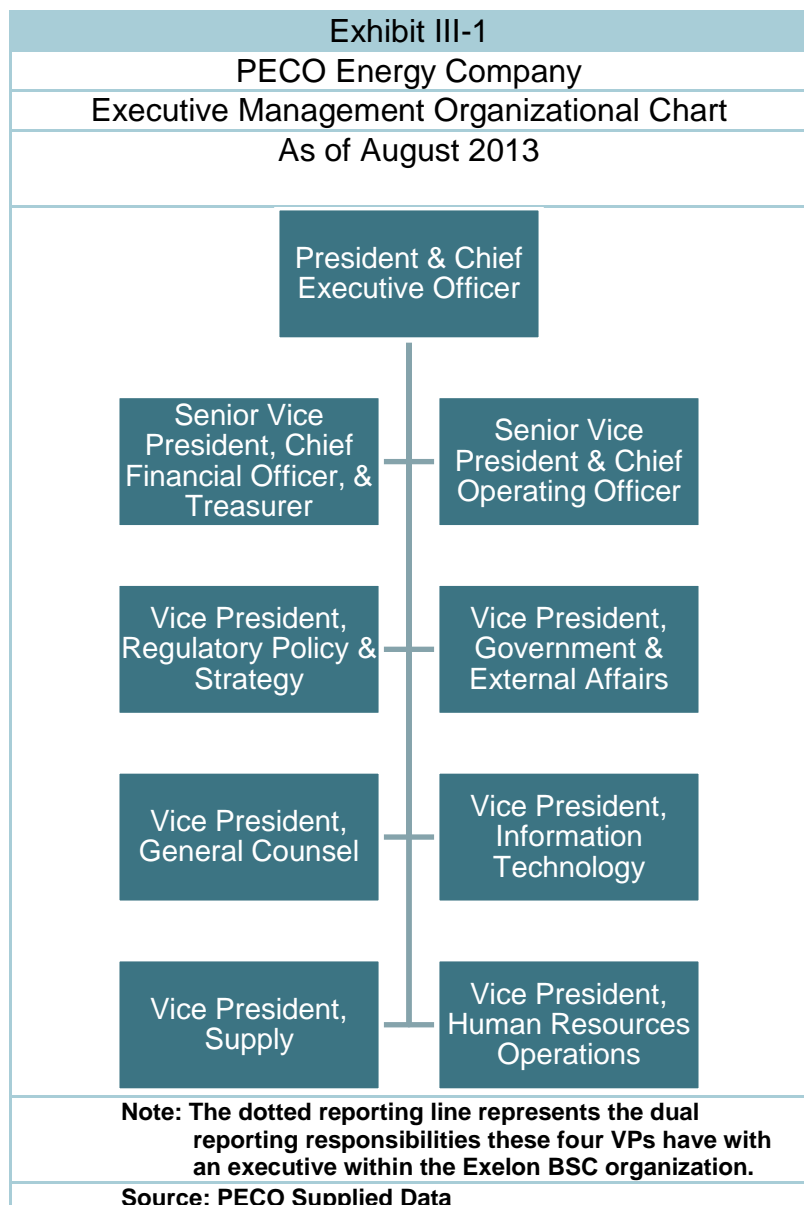 Exhibit III-1
PECO Energy Company
Executive Management Organizational Chart
As of August 2013
President & Chief
Executive Officer
Senior Vice
President, Chief
Financial Officer, &
Treasurer
Senior Vice
President & Chief
Operating Officer
Vice President,
Regulatory Policy &
Strategy
Vice President,
Government &
External Affairs
Vice President,
General Counsel
Vice President,
Information
Technology
Vice President,
Supply
Vice President,
Human Resources
Operations
Note: The dotted reporting line represents the dual
reporting responsibilities these four VPs have with
an executive within the Exelon BSC organization.
Source: PECO Supplied Data